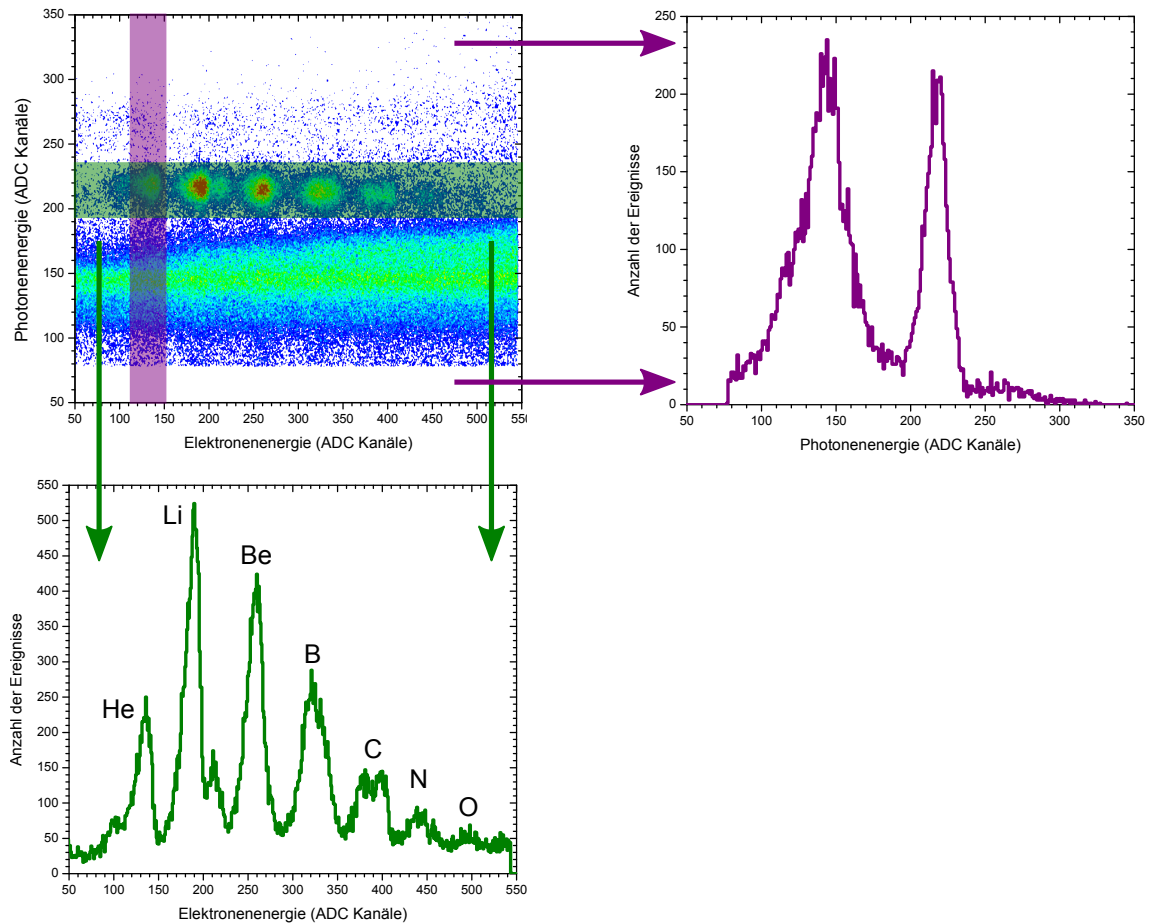 350
300
250
200
150
100
50
Photonenenergie (ADC Kanäle)
50 100 150 200 250 300 350 400 450 500 550
Elektronenenergie (ADC Kanäle)
250
200
150
100
50
0
Anzahl der Ereignisse
50 100 150 200 250 300 350
Photonenenergie (ADC Kanäle)
550
500
450
400
350
300
250
200
150
100
50
0
Anzahl der Ereignisse
He
Li
Be
B
C
N
O
50 100 150 200 250 300 350 400 450 500 550
Elektronenenergie (ADC Kanäle)